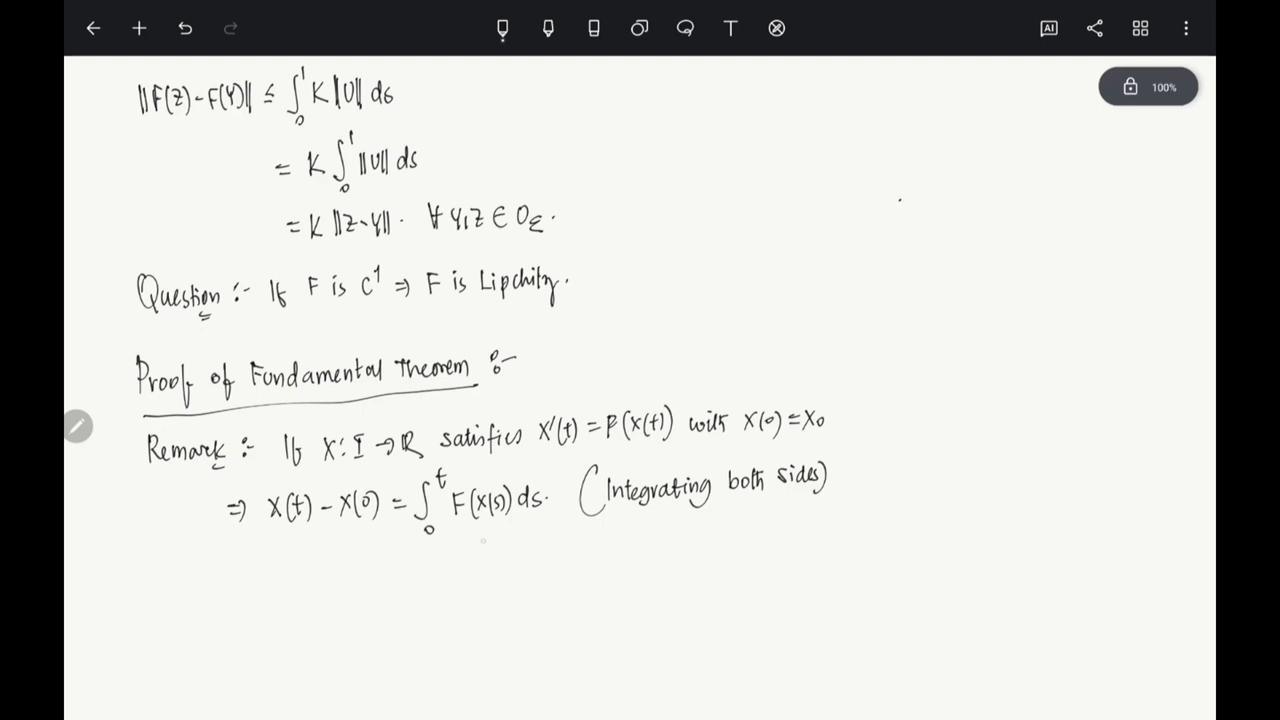 AI
100%
||F(Z)-F(Y)|| ≤ ∫₀¹ K||U|| ds
= K ∫₀¹ ||U|| ds
= K ||Z-Y||. ∀ Y,Z ∈ O_ε.
Question :- If F is C¹ ⇒ F is Lipchitz.
Proof of Fundamental Theorem :-
Remark :- If X: I → R satisfies X'(t) = F(X(t)) with X(0) = X₀
⇒ X(t) - X(0) = ∫₀ᵗ F(X(s)) ds. (Integrating both sides)